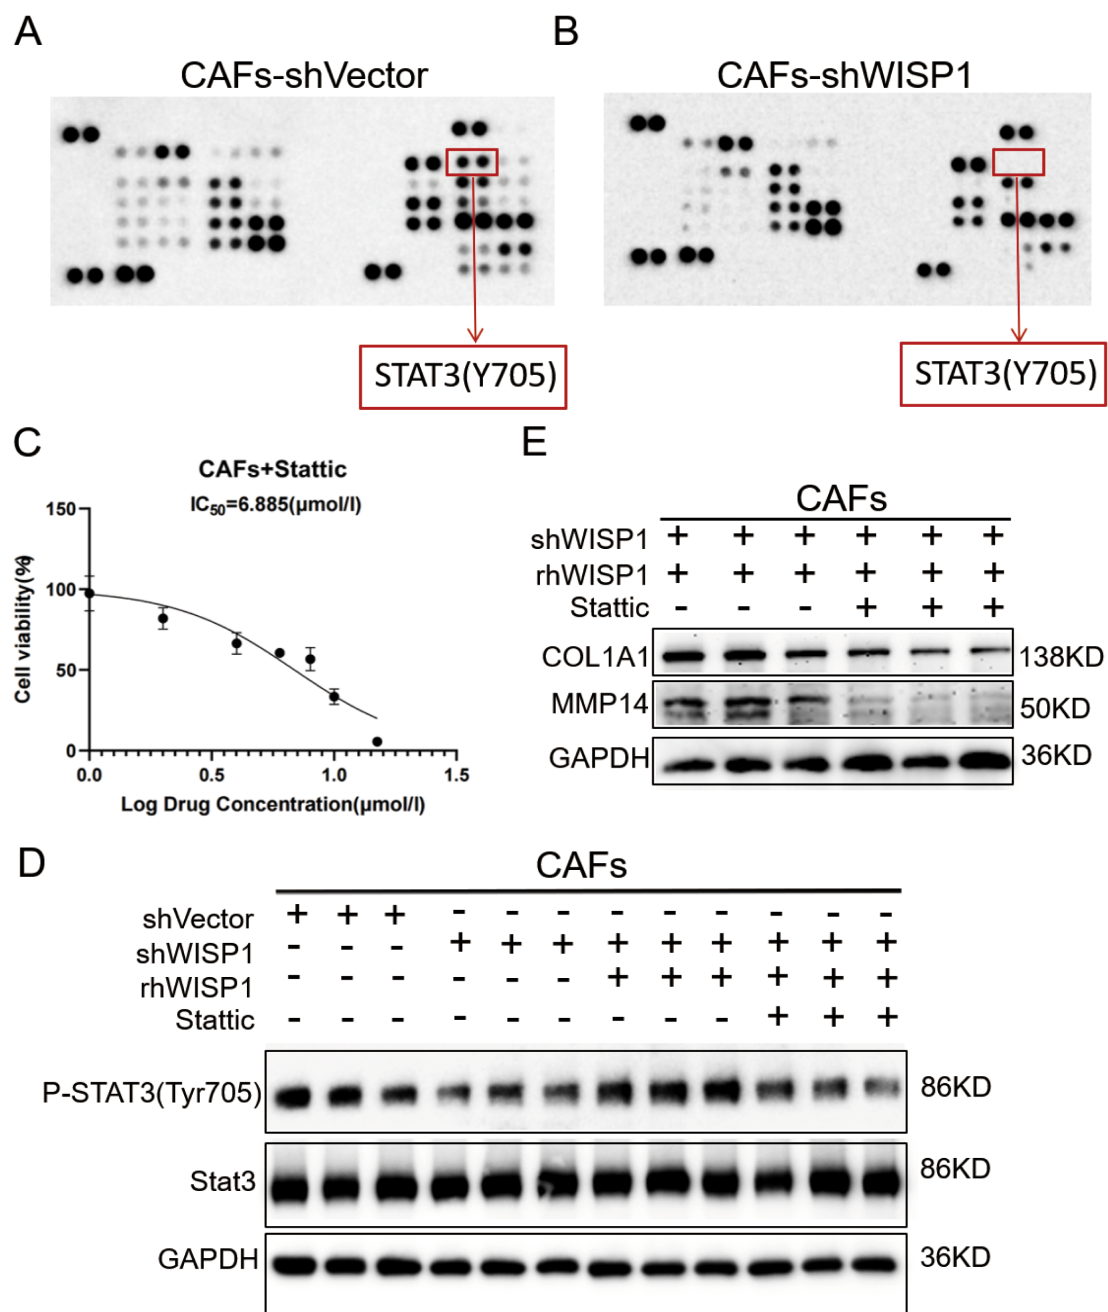 A
B
CAFs-shVector
CAFs-shWISP1
STAT3(Y705)
STAT3(Y705)
C
CAFs+Stattic
IC50=6.885(μmol/l)
150
100
50
0
Cell viability(%)
0.0 0.5 1.0 1.5
Log Drug Concentration(μmol/l)
E
CAFs
shWISP1 + + + + + +
rhWISP1 + + + + + +
Stattic - - - + + +
COL1A1 138KD
MMP14 50KD
GAPDH 36KD
D
CAFs
shVector + + + - - - - - - - - -
shWISP1 - - - + + + + + + + + +
rhWISP1 - - - - - - + + + + + +
Stattic - - - - - - - - - + + +
P-STAT3(Tyr705) 86KD
Stat3 86KD
GAPDH 36KD